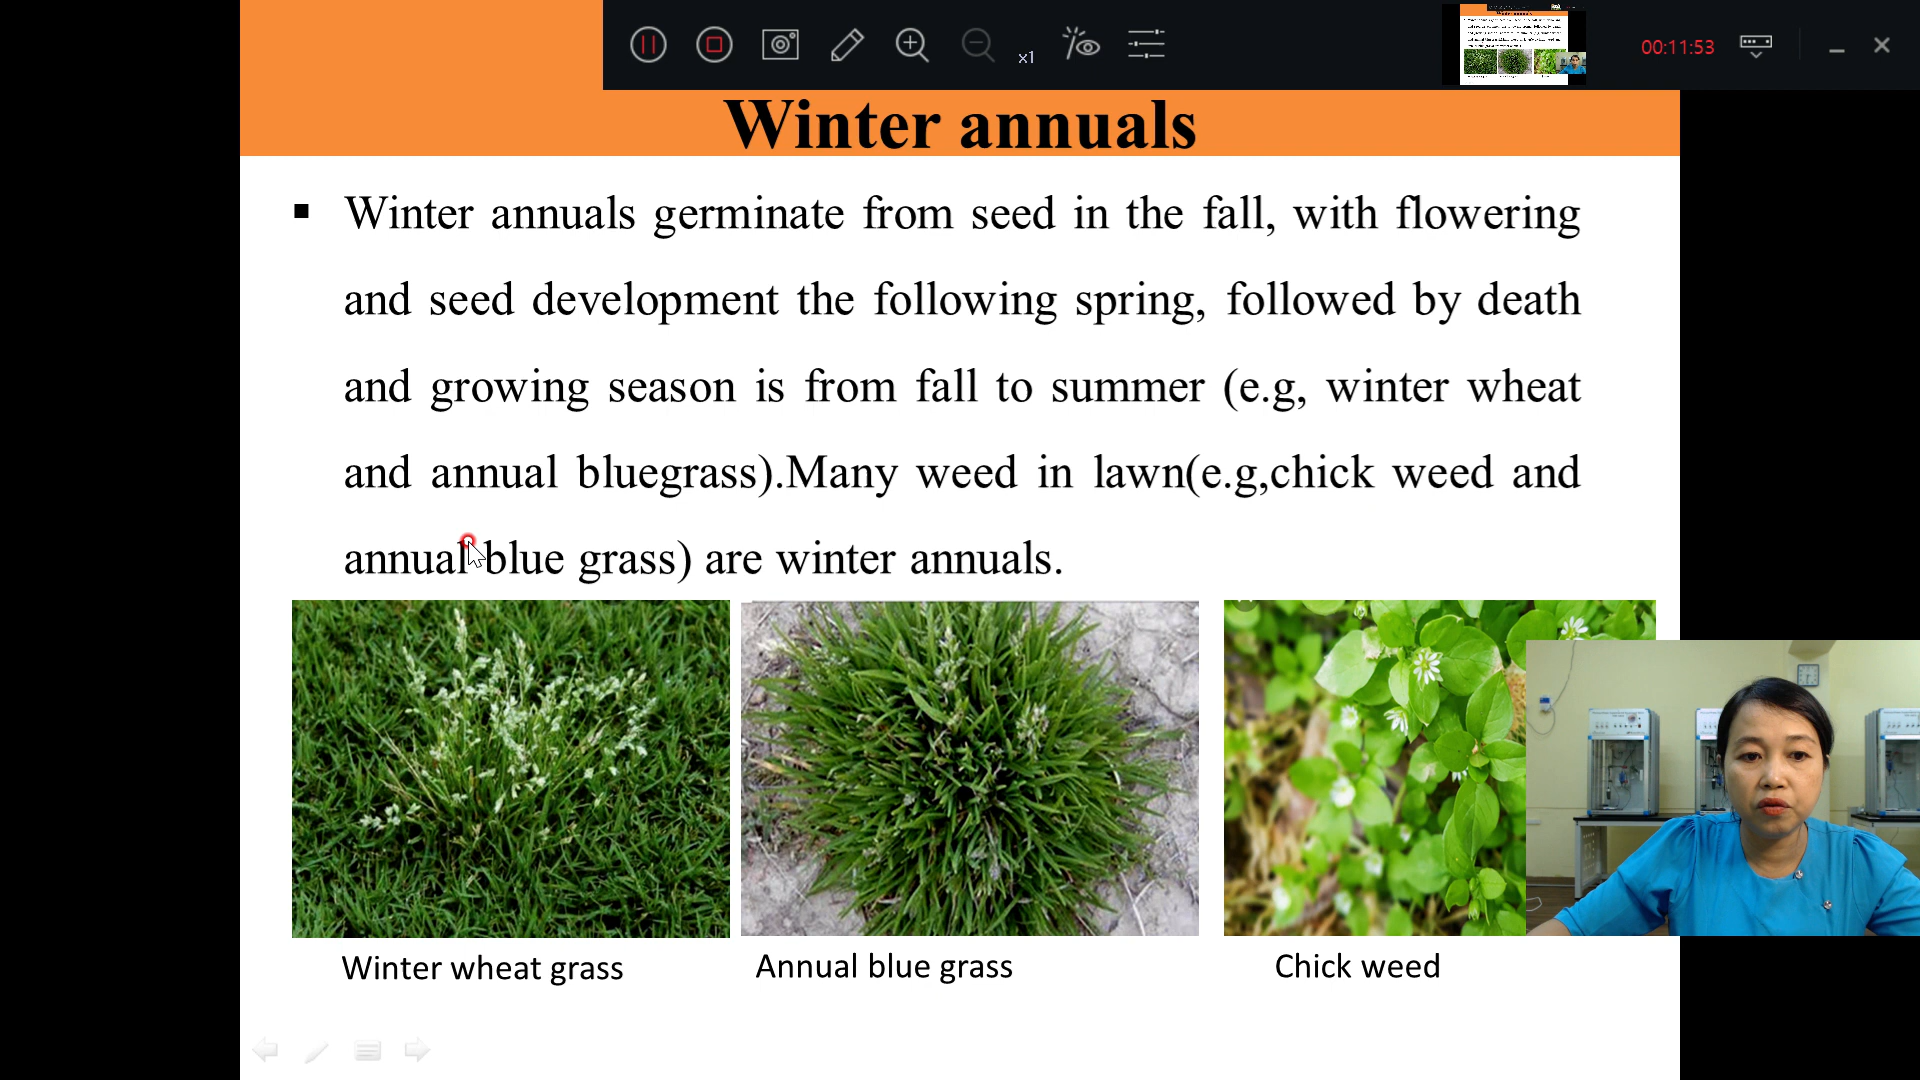 x1
00:11:53
Winter annuals
▪ Winter annuals germinate from seed in the fall, with flowering
and seed development the following spring, followed by death
and growing season is from fall to summer (e.g, winter wheat
and annual bluegrass).Many weed in lawn(e.g,chick weed and
annual blue grass) are winter annuals.
Winter wheat grass
Annual blue grass
Chick weed